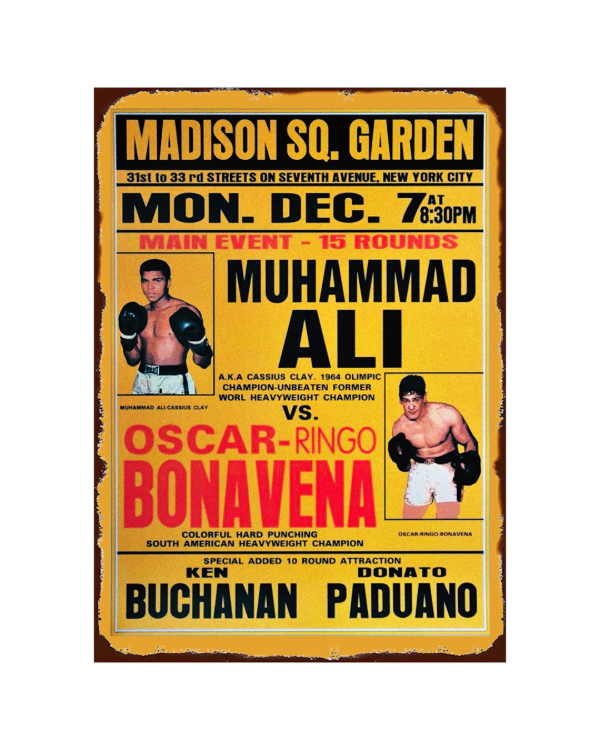 MADISON SQ. GARDEN
31st to 33 rd STREETS ON SEVENTH AVENUE, NEW YORK CITY
MON. DEC. 7 AT 8:30PM
MAIN EVENT - 15 ROUNDS
MUHAMMAD
ALI
A.K.A CASSIUS CLAY. 1964 OLIMPIC
CHAMPION-UNBEATEN FORMER
WORL HEAVYWEIGHT CHAMPION
MUHAMMAD ALI-CASSIUS CLAY
VS.
OSCAR-RINGO
BONAVENA
COLORFUL HARD PUNCHING
SOUTH AMERICAN HEAVYWEIGHT CHAMPION
OSCAR-RINGO-BONAVENA
SPECIAL ADDED 10 ROUND ATTRACTION
KEN DONATO
BUCHANAN PADUANO